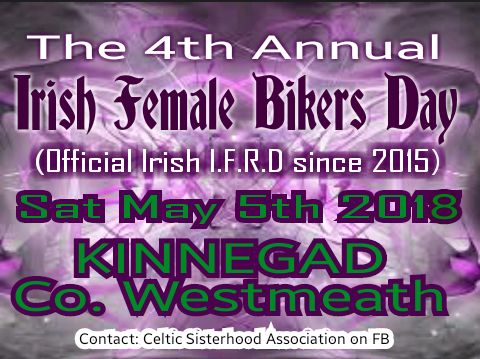 The 4th Annual
Irish Female Bikers Day
(Official Irish I.F.R.D since 2015)
Sat May 5th 2018
KINNEGAD
Co. Westmeath
Contact: Celtic Sisterhood Association on FB